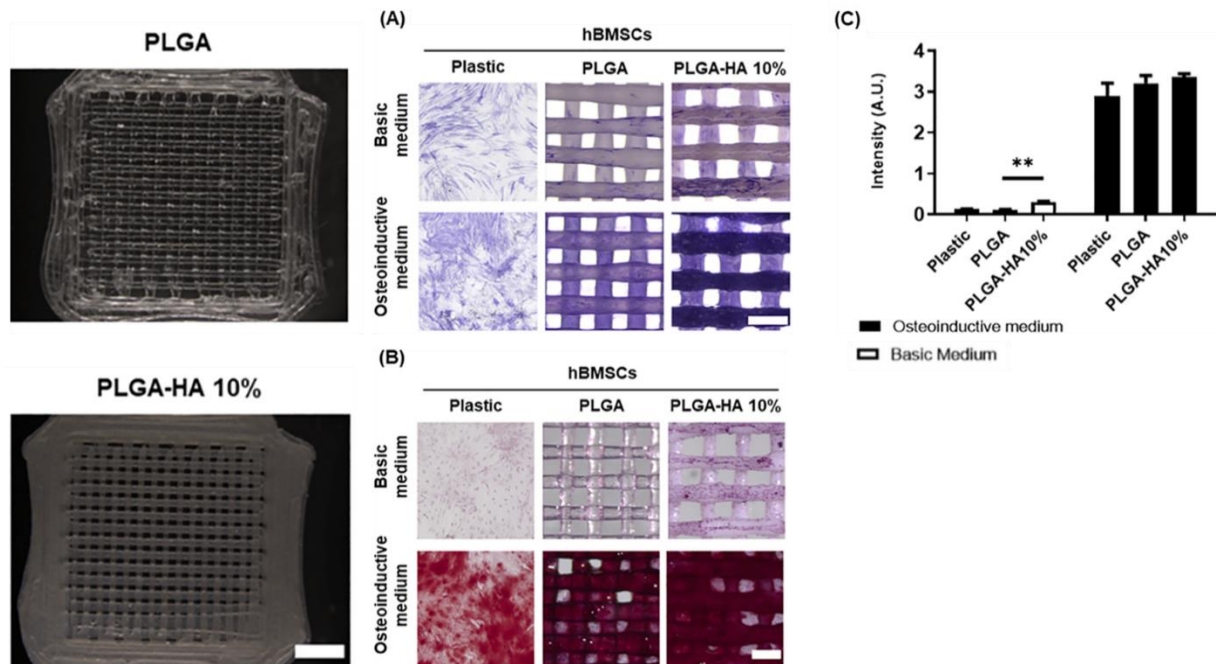 PLGA
PLGA-HA 10%
(A)
hBMSCs
Plastic PLGA PLGA-HA 10%
Basic
medium
Osteoinductive
medium
(B)
hBMSCs
Plastic PLGA PLGA-HA 10%
Basic
medium
Osteoinductive
medium
(C)
Intensity (A.U.)
4
3
2
1
0
**
Plastic
PLGA
PLGA-HA10%
Plastic
PLGA
PLGA-HA10%
Osteoinductive medium
Basic Medium